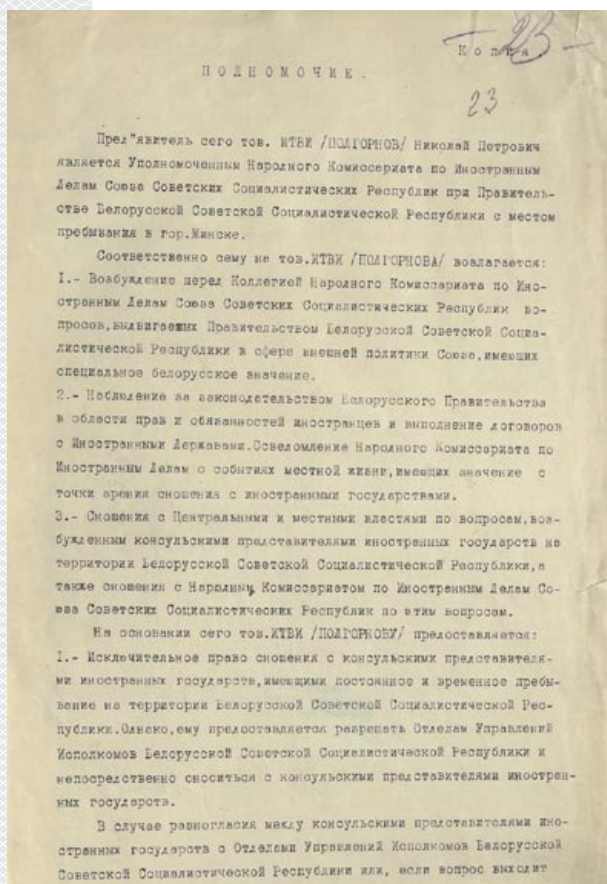 Копия
23
ПОЛНОМОЧИЕ.
23
Пред"явитель сего тов. ИТВИ /ПОДГОРНОВ/ Николай Петрович
является Уполномоченным Народного Комиссариата по Иностранным
Делам Союза Советских Социалистических Республик при Правитель-
стве Белорусской Советской Социалистической Республики с местом
пребывания в гор.Минске.
Соответственно сему на тов.ИТВИ /ПОДГОРНОВА/ возлагается:
I.- Возбуждение перед Коллегией Народного Комиссариата по Ино-
странным Делам Союза Советских Социалистических Республик во-
просов,выдвигаемых Правительством Белорусской Советской Социа-
листической Республики в сфере внешней политики Союза,имеющих
специальное белорусское значение.
2.- Наблюдение за законодательством Белорусского Правительства
в области прав и обязанностей иностранцев и выполнение договоров
с Иностранными Державами.Осведомление Народного Комиссариата по
Иностранным Делам о событиях местной жизни,имеющих значение с
точки зрения сношения с иностранными государствами.
3.- Сношения с Центральными и местными властями по вопросам,воз-
бужденным консульскими представителями иностранных государств на
территории Белорусской Советской Социалистической Республики,а
также сношения с Народным Комиссариатом по Иностранным Делам Со-
юза Советских Социалистических Республик по этим вопросам.
На основании сего тов.ИТВИ /ПОДГОРНОВУ/ предоставляется:
I.- Исключительное право сношения с консульскими представителя-
ми иностранных государств,имеющими постоянное и временное пребы-
вание на территории Белорусской Советской Социалистической Рес-
публики.Однако,ему предоставляется разрешать Отделам Управлений
Исполкомов Белорусской Советской Социалистической Республики и
непосредственно сноситься с консульскими представителями иностран-
ных государств.
В случае разногласия между консульскими представителями ино-
странных государств с Отделами Управлений Исполкомов Белорусской
Советской Социалистической Республики или, если вопрос выходит